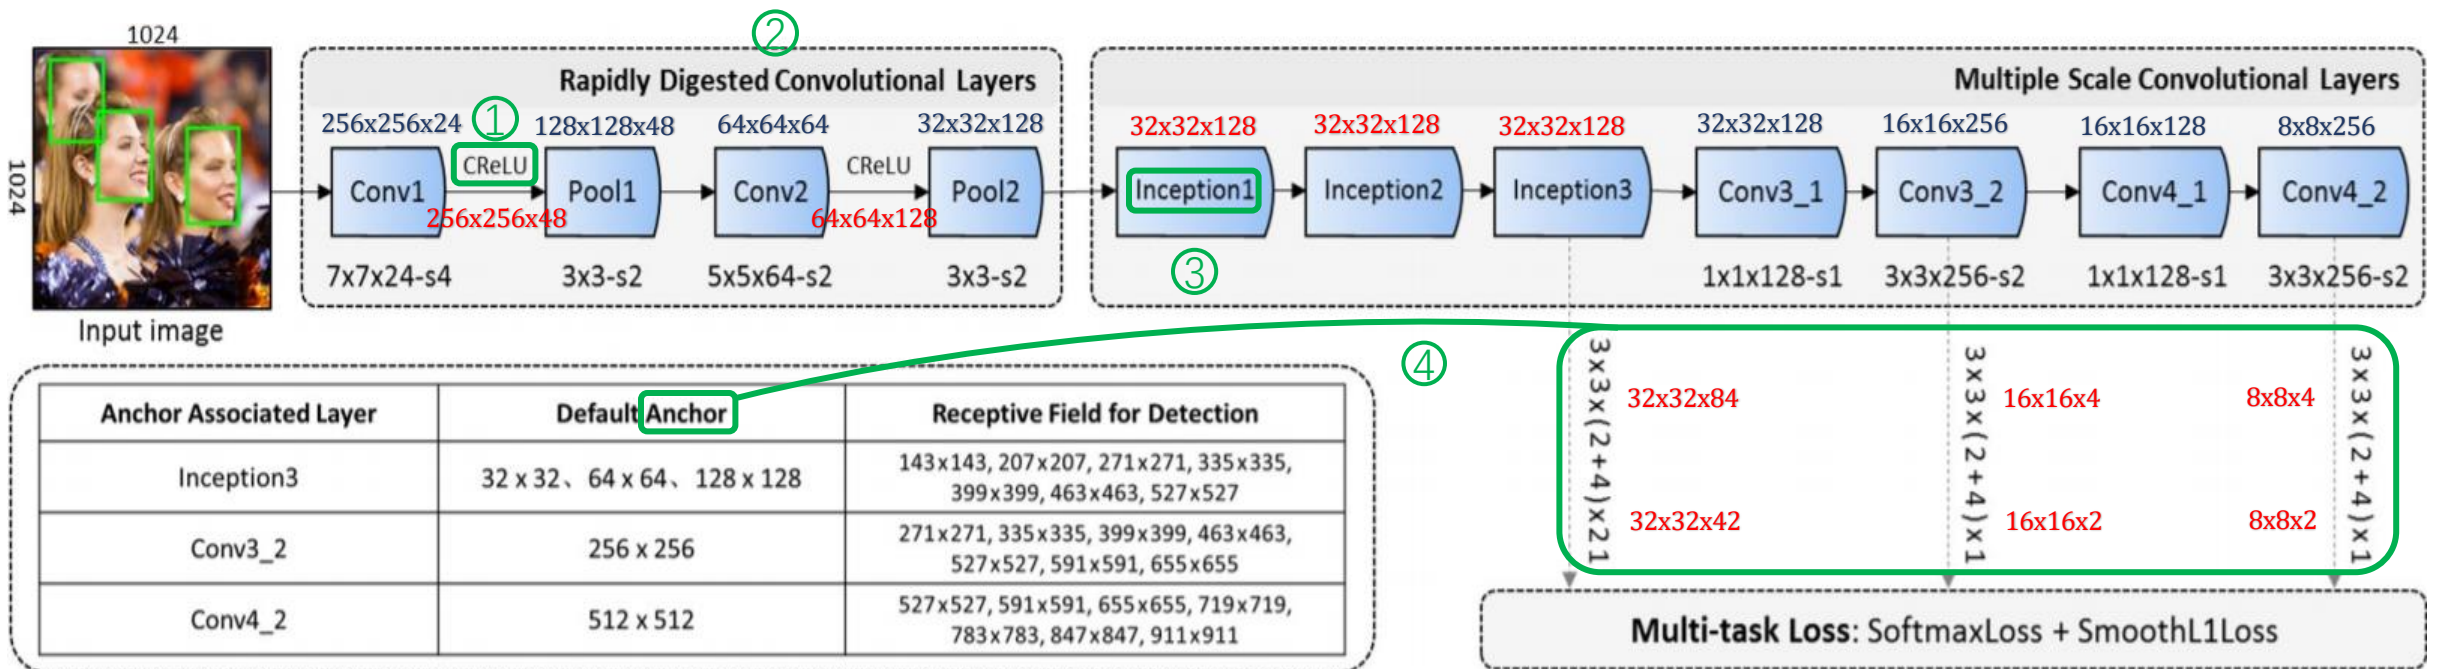 1024
1024
Input image
②
Rapidly Digested Convolutional Layers
256x256x24
①
128x128x48
64x64x64
32x32x128
CReLU
CReLU
Conv1
Pool1
Conv2
Pool2
256x256x48
64x64x128
7x7x24-s4
3x3-s2
5x5x64-s2
3x3-s2
Multiple Scale Convolutional Layers
32x32x128
32x32x128
32x32x128
32x32x128
16x16x256
16x16x128
8x8x256
Inception1
Inception2
Inception3
Conv3_1
Conv3_2
Conv4_1
Conv4_2
③
1x1x128-s1
3x3x256-s2
1x1x128-s1
3x3x256-s2
④
3x3x(2+4)x21
32x32x84
32x32x42
3x3x(2+4)x1
16x16x4
16x16x2
8x8x4
8x8x2
3x3x(2+4)x1
Anchor Associated Layer
Default Anchor
Receptive Field for Detection
Inception3
32 x 32、64 x 64、128 x 128
143x143, 207x207, 271x271, 335x335,
399x399, 463x463, 527x527
Conv3_2
256 x 256
271x271, 335x335, 399x399, 463x463,
527x527, 591x591, 655x655
Conv4_2
512 x 512
527x527, 591x591, 655x655, 719x719,
783x783, 847x847, 911x911
Multi-task Loss: SoftmaxLoss + SmoothL1Loss